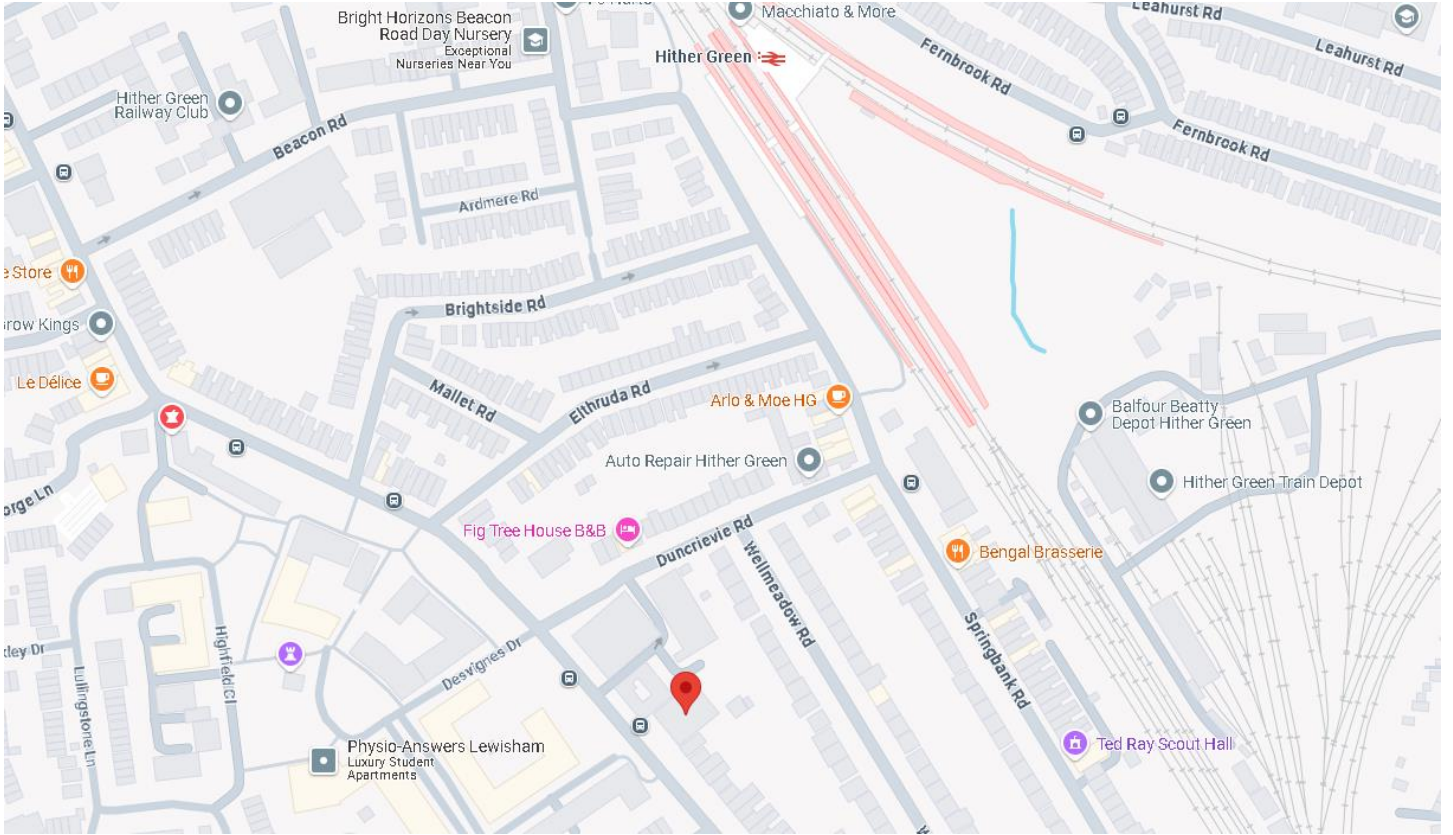 Bright Horizons Beacon
Road Day Nursery
Exceptional
Nurseries Near You
Macchiato & More
Leahurst Rd
Leahurst Rd
Hither Green
Fernbrook Rd
Fernbrook Rd
Hither Green
Railway Club
Beacon Rd
Ardmere Rd
e Store
Brightside Rd
row Kings
Le Délice
Mallet Rd
Elthruda Rd
Arlo & Moe HG
Balfour Beatty
Depot Hither Green
Auto Repair Hither Green
Hither Green Train Depot
orge Ln
Fig Tree House B&B
Duncrievie Rd
Wellmeadow Rd
Bengal Brasserie
Springbank Rd
Highfield Cl
Desvignes Dr
Lullingstone Ln
Physio-Answers Lewisham
Luxury Student
Apartments
Ted Ray Scout Hall